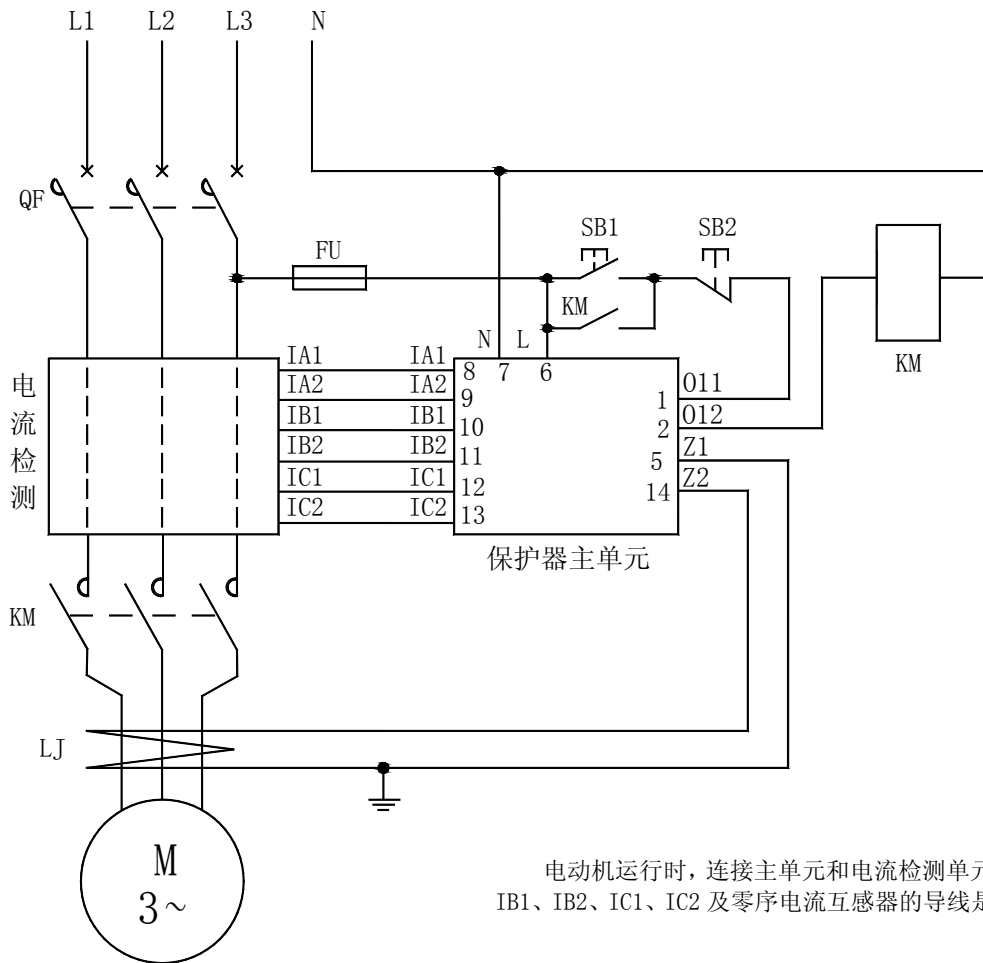 L1 L2 L3 N
QF
FU
SB1
SB2
KM
KM
N L
电流检测
IA1
IA2
IB1
IB2
IC1
IC2
IA1
IA2
IB1
IB2
IC1
IC2
8
9
10
11
12
13
7
6
1
2
5
14
O11
O12
Z1
Z2
保护器主单元
KM
LJ
M
3~
电动机运行时，连接主单元和电流检测单元
IB1、IB2、IC1、IC2 及零序电流互感器的导线是